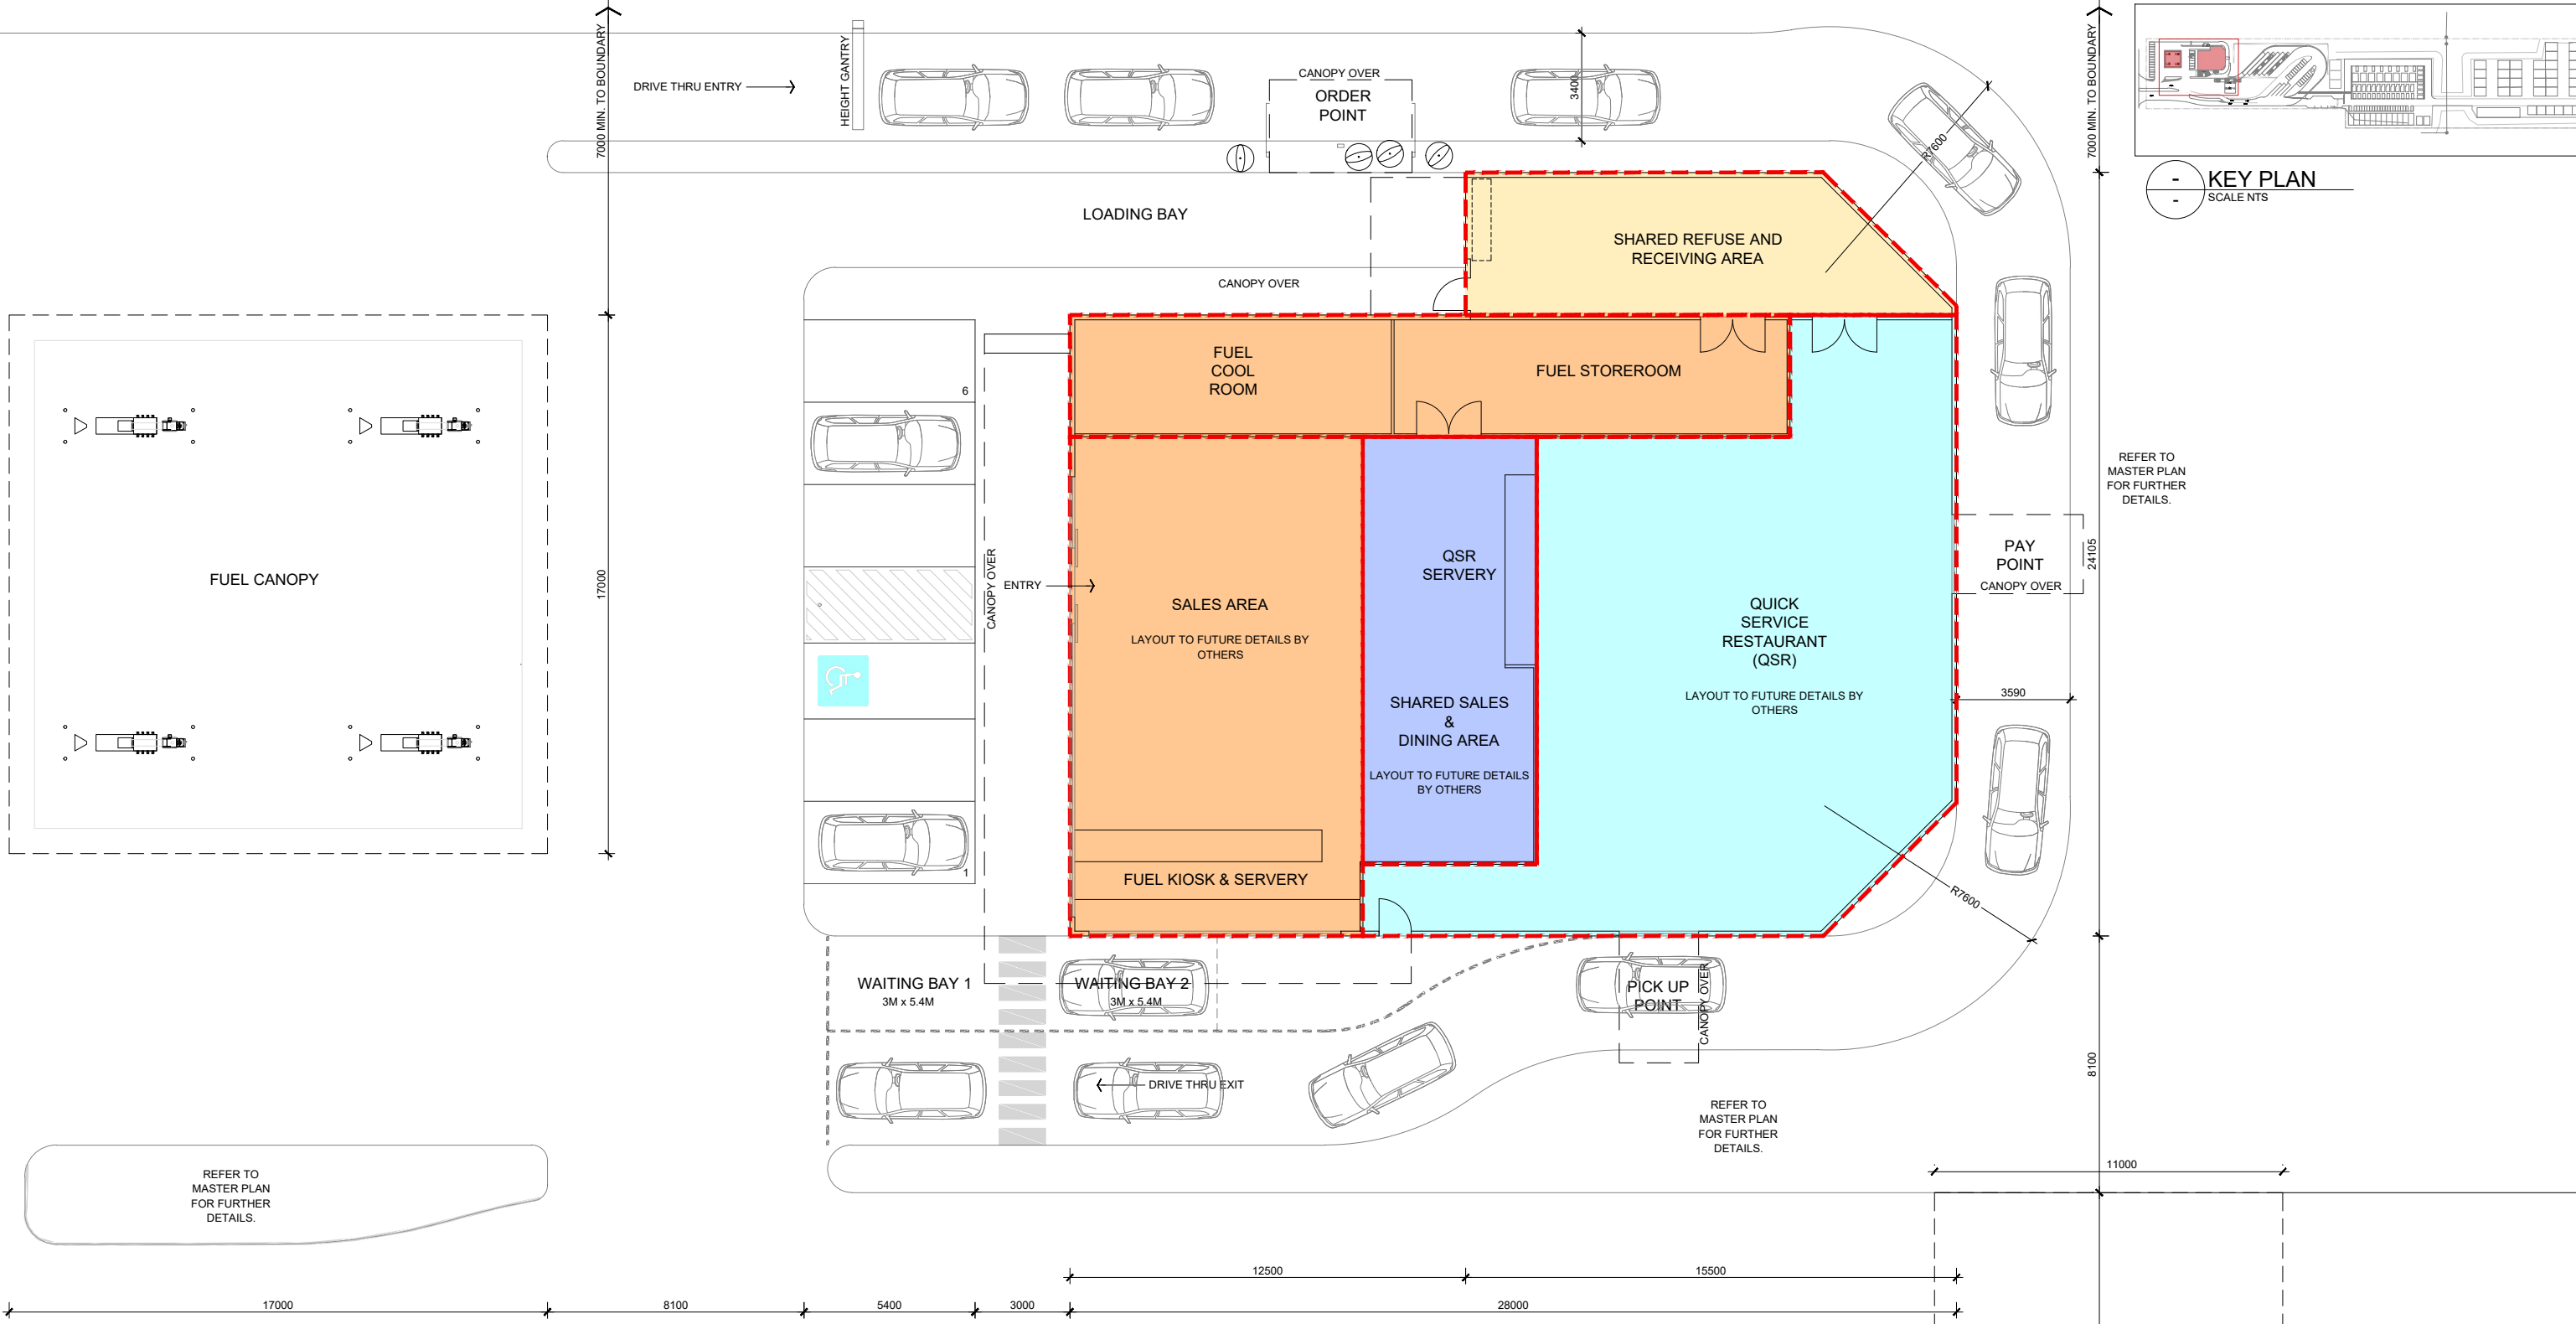 7000 MIN. TO BOUNDARY
DRIVE THRU ENTRY
HEIGHT GANTRY
CANOPY OVER
ORDER
POINT
3400
R7600
7000 MIN. TO BOUNDARY
-
-
KEY PLAN
SCALE NTS
LOADING BAY
CANOPY OVER
SHARED REFUSE AND
RECEIVING AREA
FUEL
COOL
ROOM
FUEL STOREROOM
6
FUEL CANOPY
17000
CANOPY OVER
ENTRY
SALES AREA
LAYOUT TO FUTURE DETAILS BY
OTHERS
QSR
SERVERY
SHARED SALES
&
DINING AREA
LAYOUT TO FUTURE DETAILS
BY OTHERS
QUICK
SERVICE
RESTAURANT
(QSR)
LAYOUT TO FUTURE DETAILS BY
OTHERS
PAY
POINT
CANOPY OVER
24105
REFER TO
MASTER PLAN
FOR FURTHER
DETAILS.
3590
1
FUEL KIOSK & SERVERY
R7600
WAITING BAY 1
3M x 5.4M
WAITING BAY 2
3M x 5.4M
PICK UP
POINT
CANOPY OVER
DRIVE THRU EXIT
8100
REFER TO
MASTER PLAN
FOR FURTHER
DETAILS.
REFER TO
MASTER PLAN
FOR FURTHER
DETAILS.
11000
12500
15500
17000
8100
5400
3000
28000